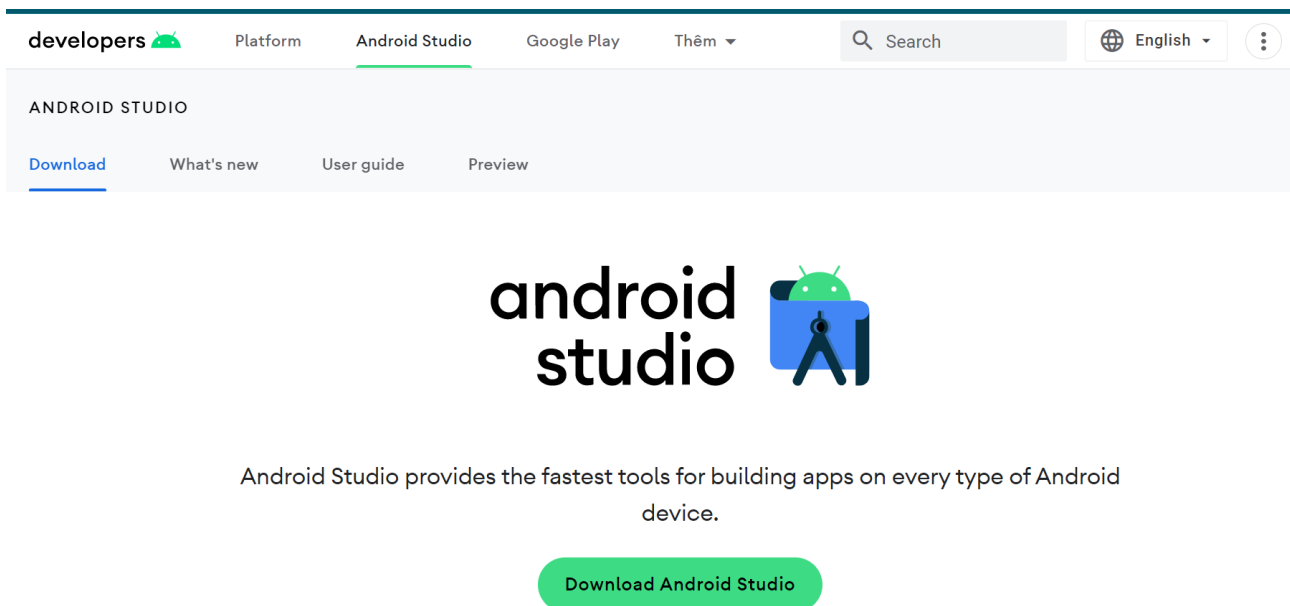 developers Platform Android Studio Google Play Thêm Search English
ANDROID STUDIO
Download What's new User guide Preview
android
studio
Android Studio provides the fastest tools for building apps on every type of Android
device.
Download Android Studio